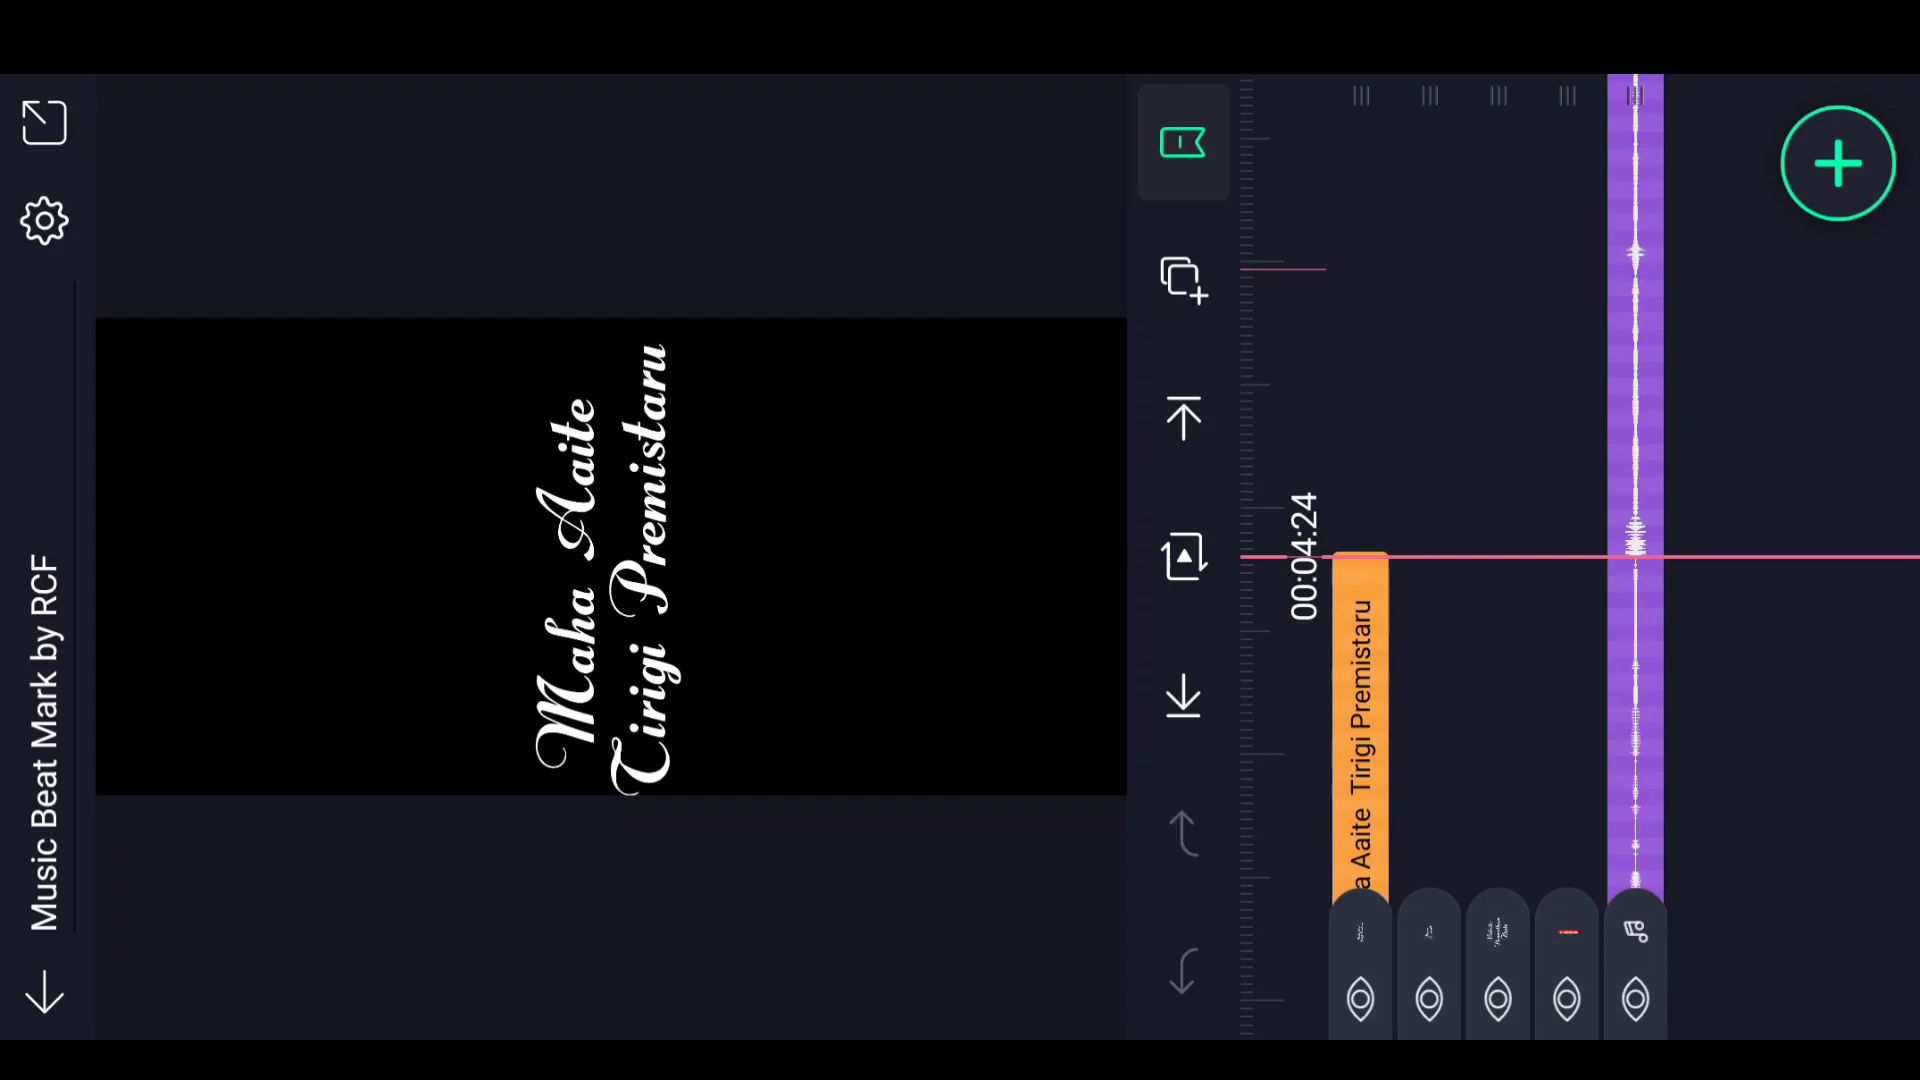 Music Beat Mark by RCF
Maha Aaite
Tirigi Premistaru
00:04:24
a Aaite Tirigi Premistaru